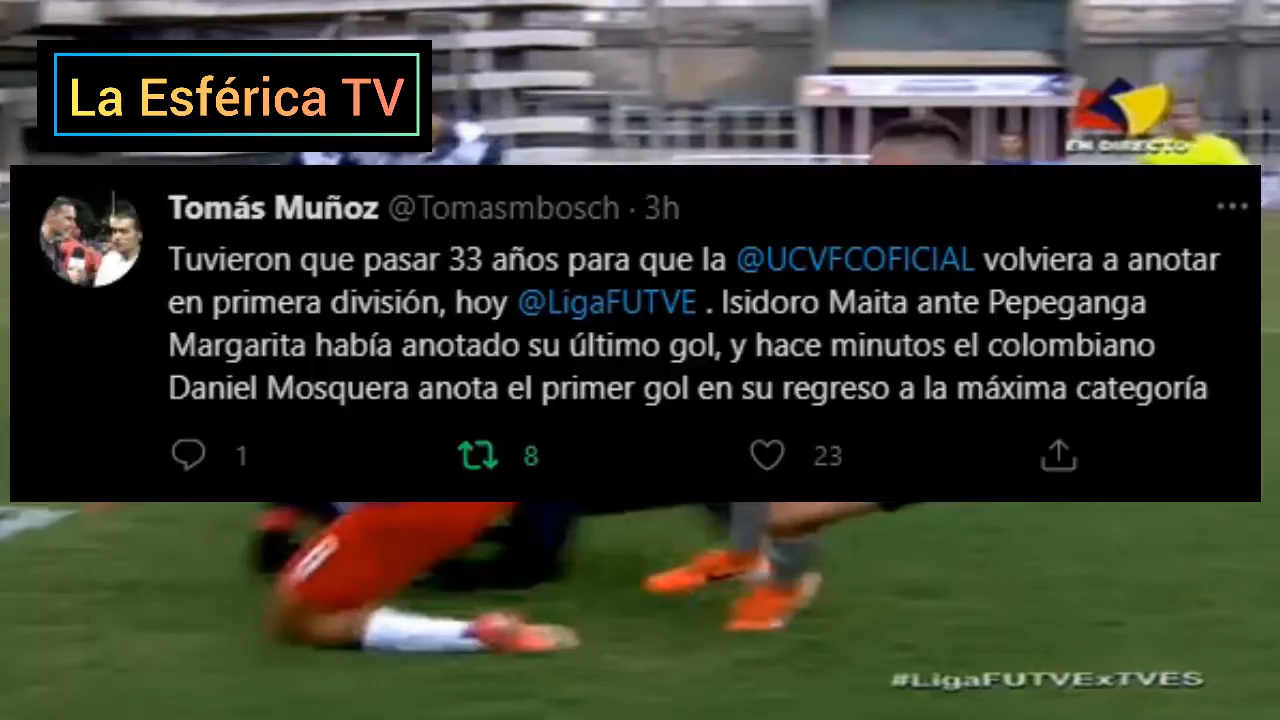 La Esférica TV
EN DIRECTO
Tomás Muñoz @Tomasmbosch · 3h
Tuvieron que pasar 33 años para que la @UCVFCOFICIAL volviera a anotar
en primera división, hoy @LigaFUTVE . Isidoro Maita ante Pepeganga
Margarita había anotado su último gol, y hace minutos el colombiano
Daniel Mosquera anota el primer gol en su regreso a la máxima categoría
1 8 23
#LigaFUTVExTVES